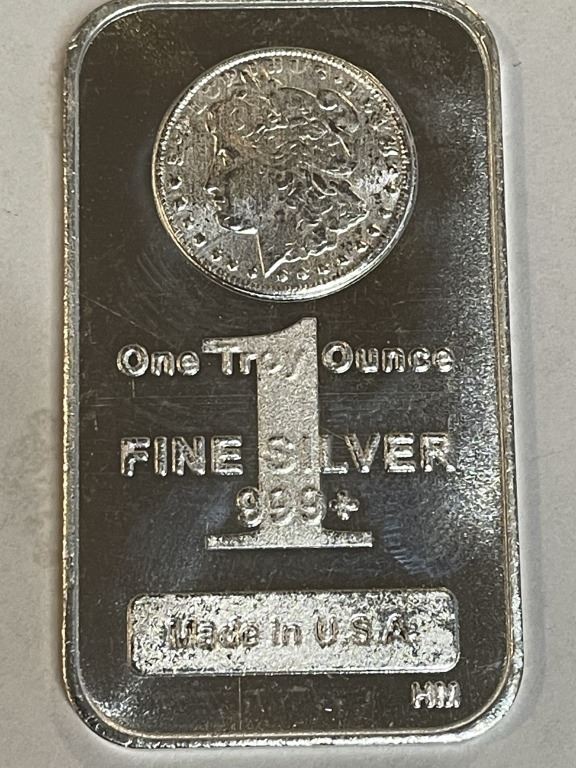 1
One Troy Ounce
FINE SILVER
999+
Made In U.S.A.
HM